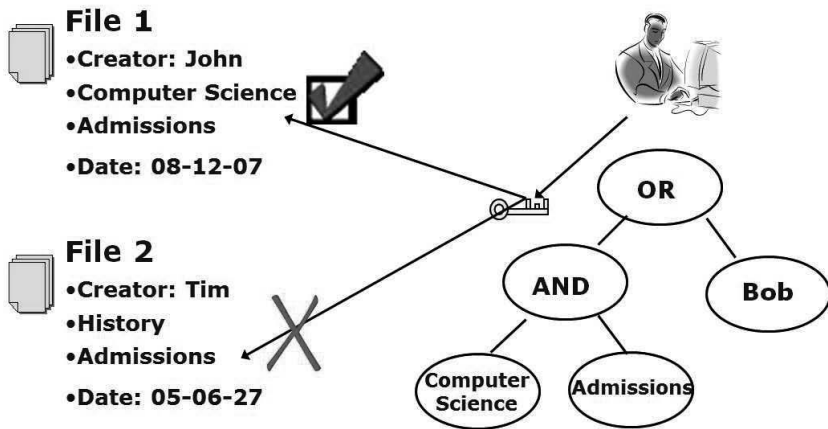 File 1
•Creator: John
•Computer Science
•Admissions
•Date: 08-12-07
File 2
•Creator: Tim
•History
•Admissions
•Date: 05-06-27
OR
AND
Bob
Computer
Science
Admissions